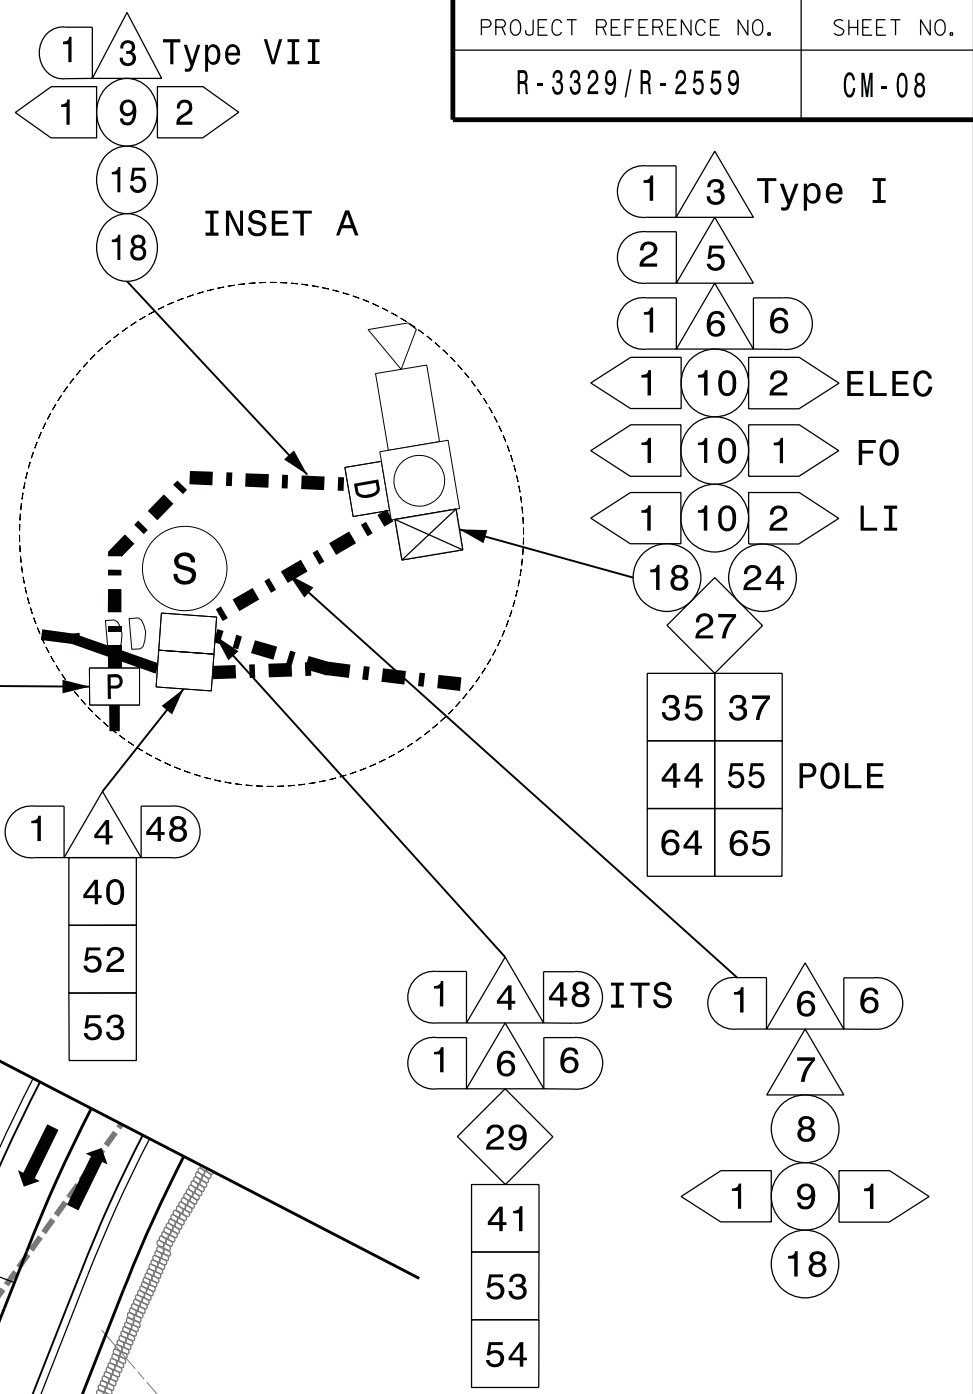 PROJECT REFERENCE NO. SHEET NO.
R-3329/R-2559 CM-08
1 3 Type VII
1 9 2
15
18
INSET A
1 3 Type I
2 5
1 6 6
1 10 2 ELEC
1 10 1 FO
1 10 2 LI
18 24
27
35 37
44 55 POLE
64 65
D
S
P
1 4 48
40
52
53
1 4 48 ITS
1 6 6
29
41
53
54
1 6 6
7
8
1 9 1
18